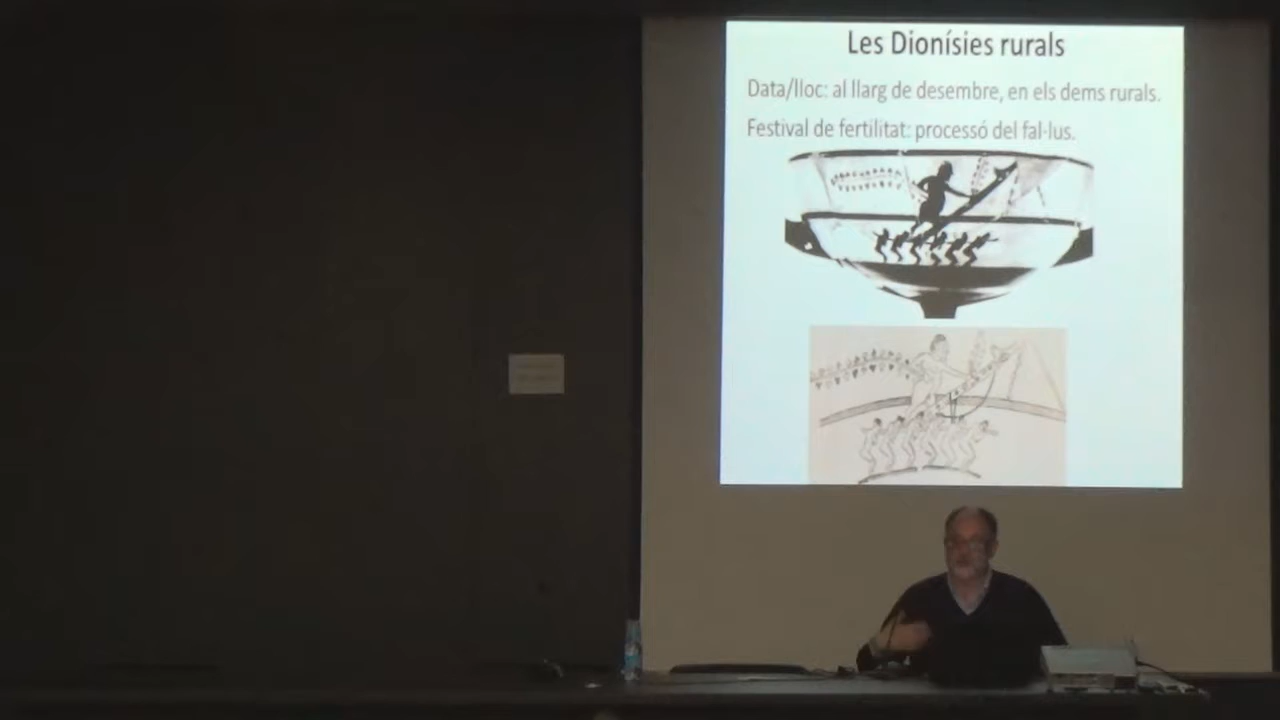 Les Dionísies rurals
Data/lloc: al llarg de desembre, en els dems rurals.
Festival de fertilitat: processó del fal·lus.